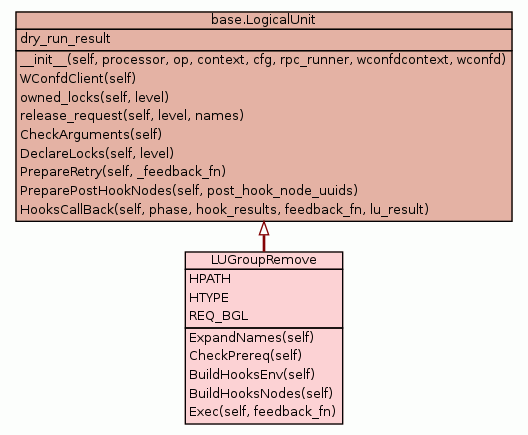 base.LogicalUnit
dry_run_result
__init__(self, processor, op, context, cfg, rpc_runner, wconfdcontext, wconfd)
WConfdClient(self)
owned_locks(self, level)
release_request(self, level, names)
CheckArguments(self)
DeclareLocks(self, level)
PrepareRetry(self, _feedback_fn)
PreparePostHookNodes(self, post_hook_node_uuids)
HooksCallBack(self, phase, hook_results, feedback_fn, lu_result)
LUGroupRemove
HPATH
HTYPE
REQ_BGL
ExpandNames(self)
CheckPrereq(self)
BuildHooksEnv(self)
BuildHooksNodes(self)
Exec(self, feedback_fn)